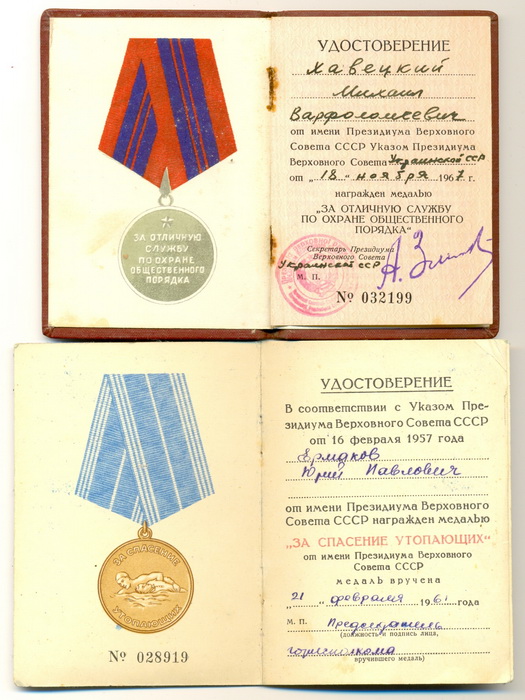 ЗА ОТЛИЧНУЮ
СЛУЖБУ
ПО ОХРАНЕ
ОБЩЕСТВЕННОГО
ПОРЯДКА
УДОСТОВЕРЕНИЕ
Хавецкий
Михаил
Варфоломеевич
от имени Президиума Верховного
Совета СССР Указом Президиума
Верховного Совета Украинской ССР
от „18" ноября 1967 г.
награжден медалью
„ЗА ОТЛИЧНУЮ СЛУЖБУ
ПО ОХРАНЕ ОБЩЕСТВЕННОГО
ПОРЯДКА"
Секретарь Президиума
Верховного Совета
Украинской ССР
М. П.
№ 032199
ЗА СПАСЕНИЕ
УТОПАЮЩИХ
№ 028919
УДОСТОВЕРЕНИЕ
В соответствии с Указом Пре-
зидиума Верховного Совета СССР
от 16 февраля 1957 года
Ермаков
Юрий Павлович
от имени Президиума Верховного
Совета СССР награжден медалью
„ЗА СПАСЕНИЕ УТОПАЮЩИХ"
от имени Президиума Верховного
Совета СССР
медаль вручена
"21" февраля 1961 года
М. П. Председатель
(должность и подпись лица,
горисполкома
вручившего медаль)